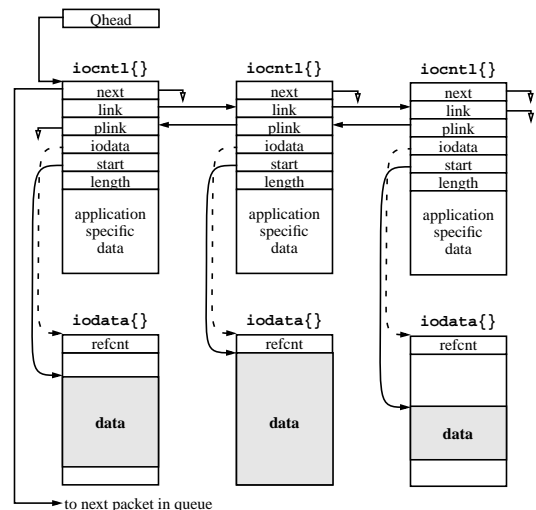 Qhead
iocntl{}
next
link
plink
iodata
start
length
application
specific
data
iocntl{}
next
link
plink
iodata
start
length
application
specific
data
iocntl{}
next
link
plink
iodata
start
length
application
specific
data
iodata{}
refcnt
data
iodata{}
refcnt
data
iodata{}
refcnt
data
to next packet in queue